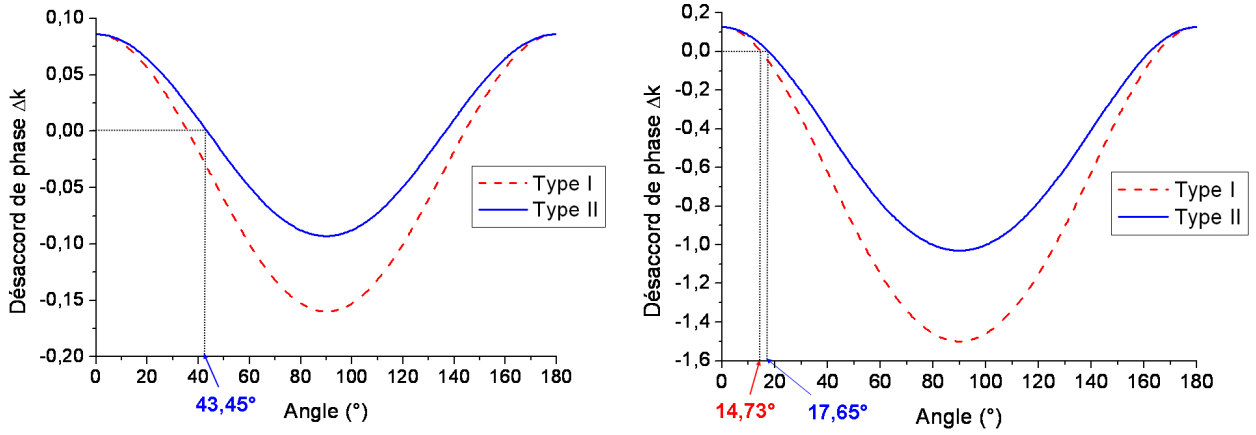 0,10
0,05
0,00
-0,05
-0,10
-0,15
-0,20
Désaccord de phase Δk
0 20 40 60 80 100 120 140 160 180
43,45°
Angle (°)
Type I
Type II
0,2
0,0
-0,2
-0,4
-0,6
-0,8
-1,0
-1,2
-1,4
-1,6
Désaccord de phase Δk
0 20 40 60 80 100 120 140 160 180
14,73°
17,65°
Angle (°)
Type I
Type II